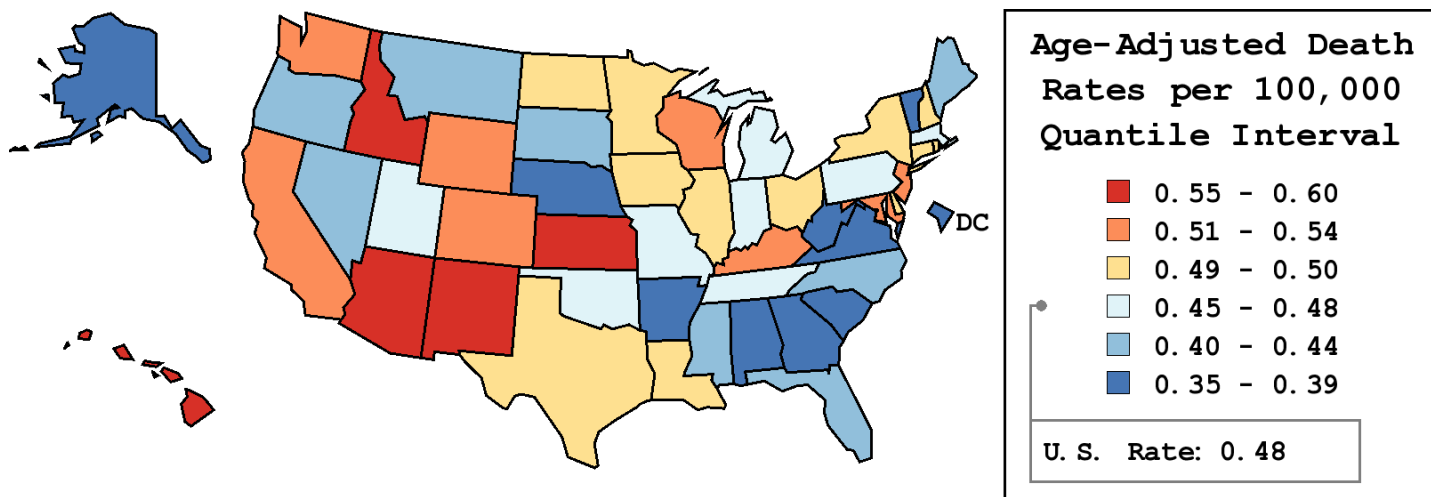 Age-Adjusted Death
Rates per 100,000
Quantile Interval
0.55 - 0.60
0.51 - 0.54
0.49 - 0.50
0.45 - 0.48
0.40 - 0.44
0.35 - 0.39
U.S. Rate: 0.48
DC